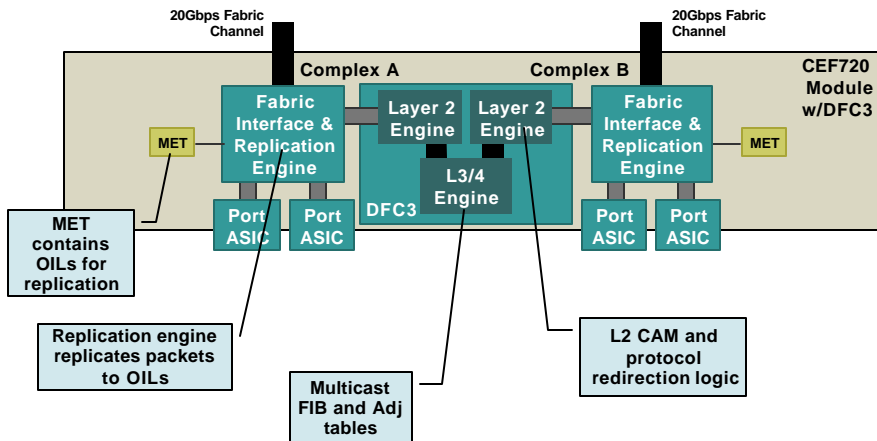 20Gbps Fabric
Channel
20Gbps Fabric
Channel
Complex A
Complex B
CEF720
Module
w/DFC3
Fabric
Interface &
Replication
Engine
Layer 2
Engine
Layer 2
Engine
Fabric
Interface &
Replication
Engine
MET
MET
L3/4
Engine
DFC3
Port
ASIC
Port
ASIC
Port
ASIC
Port
ASIC
MET
contains
OILs for
replication
Replication engine
replicates packets
to OILs
L2 CAM and
protocol
redirection logic
Multicast
FIB and Adj
tables